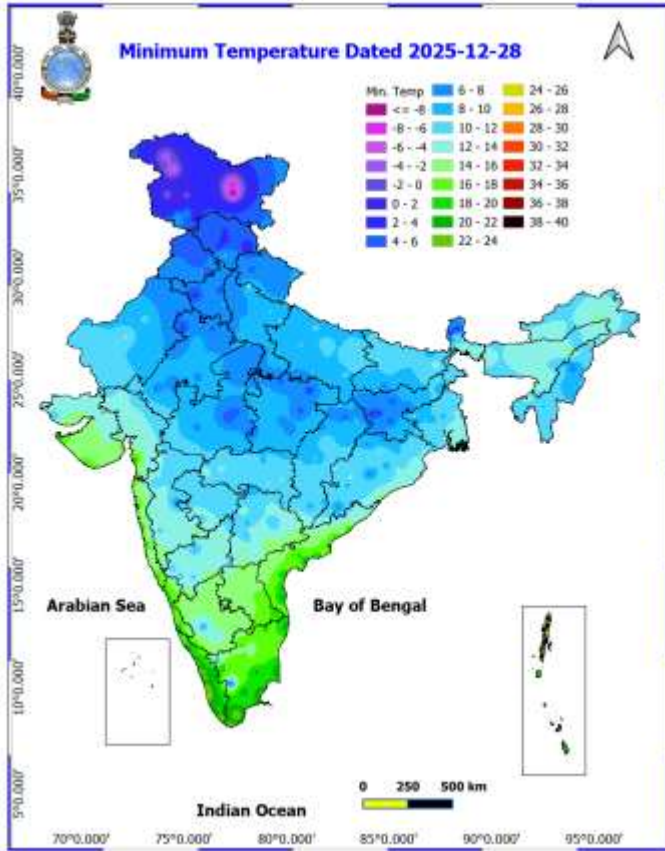 Minimum Temperature Dated 2025-12-28
Min. Temp
<= -8
-8 - -6
-6 - -4
-4 - -2
-2 - 0
0 - 2
2 - 4
4 - 6
6 - 8
8 - 10
10 - 12
12 - 14
14 - 16
16 - 18
18 - 20
20 - 22
22 - 24
24 - 26
26 - 28
28 - 30
30 - 32
32 - 34
34 - 36
36 - 38
38 - 40
40°0.000'
35°0.000'
30°0.000'
25°0.000'
20°0.000'
15°0.000'
10°0.000'
5°0.000'
Arabian Sea
Bay of Bengal
0 250 500 km
Indian Ocean
70°0.000' 75°0.000' 80°0.000' 85°0.000' 90°0.000' 95°0.000'